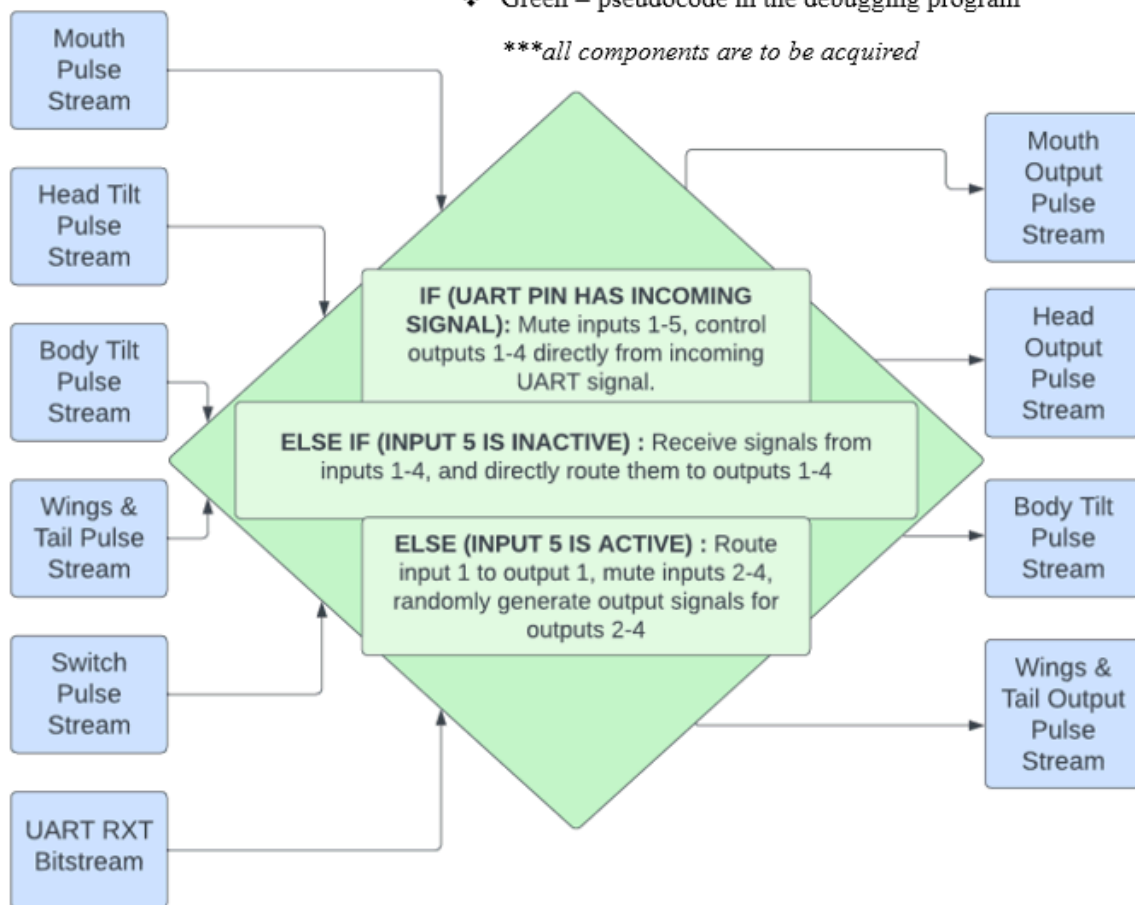 Green – pseudocode in the debugging program
***all components are to be acquired
Mouth
Pulse
Stream
Head Tilt
Pulse
Stream
Body Tilt
Pulse
Stream
Wings &
Tail Pulse
Stream
Switch
Pulse
Stream
UART RXT
Bitstream
IF (UART PIN HAS INCOMING
SIGNAL): Mute inputs 1-5, control
outputs 1-4 directly from incoming
UART signal.
ELSE IF (INPUT 5 IS INACTIVE) : Receive signals from
inputs 1-4, and directly route them to outputs 1-4
ELSE (INPUT 5 IS ACTIVE) : Route
input 1 to output 1, mute inputs 2-4,
randomly generate output signals for
outputs 2-4
Mouth
Output
Pulse
Stream
Head
Output
Pulse
Stream
Body Tilt
Pulse
Stream
Wings &
Tail Output
Pulse
Stream